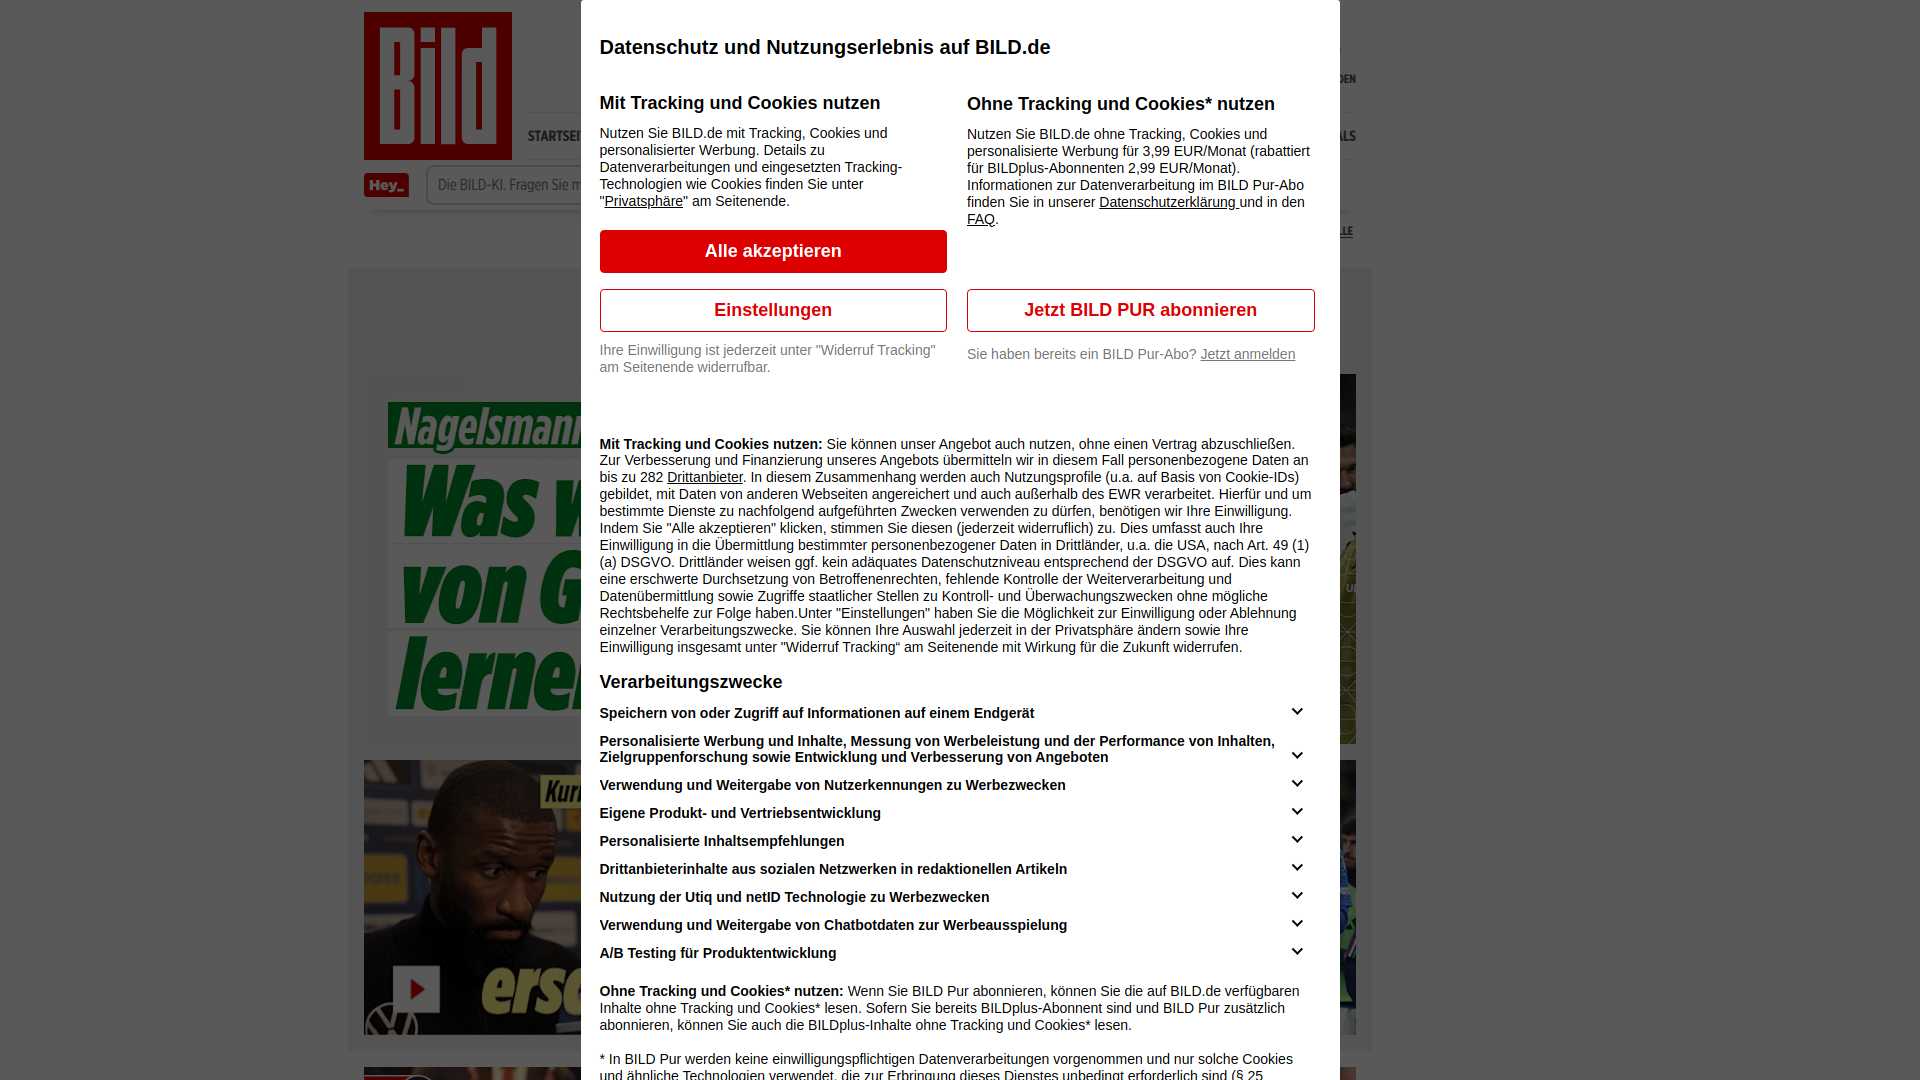 Bild
STARTSEI
ALS
DEN
Hey_
Die BILD-KI. Fragen Sie m
LLE
Nagelsmann
Was w
von G
lerne
Kur
ersc
Datenschutz und Nutzungserlebnis auf BILD.de
Mit Tracking und Cookies nutzen
Nutzen Sie BILD.de mit Tracking, Cookies und
personalisierter Werbung. Details zu
Datenverarbeitungen und eingesetzten Tracking-
Technologien wie Cookies finden Sie unter
"Privatsphäre" am Seitenende.
Alle akzeptieren
Einstellungen
Ihre Einwilligung ist jederzeit unter "Widerruf Tracking"
am Seitenende widerrufbar.
Ohne Tracking und Cookies* nutzen
Nutzen Sie BILD.de ohne Tracking, Cookies und
personalisierte Werbung für 3,99 EUR/Monat (rabattiert
für BILDplus-Abonnenten 2,99 EUR/Monat).
Informationen zur Datenverarbeitung im BILD Pur-Abo
finden Sie in unserer Datenschutzerklärung und in den
FAQ.
Jetzt BILD PUR abonnieren
Sie haben bereits ein BILD Pur-Abo? Jetzt anmelden
Mit Tracking und Cookies nutzen: Sie können unser Angebot auch nutzen, ohne einen Vertrag abzuschließen.
Zur Verbesserung und Finanzierung unseres Angebots übermitteln wir in diesem Fall personenbezogene Daten an
bis zu 282 Drittanbieter. In diesem Zusammenhang werden auch Nutzungsprofile (u.a. auf Basis von Cookie-IDs)
gebildet, mit Daten von anderen Webseiten angereichert und auch außerhalb des EWR verarbeitet. Hierfür und um
bestimmte Dienste zu nachfolgend aufgeführten Zwecken verwenden zu dürfen, benötigen wir Ihre Einwilligung.
Indem Sie "Alle akzeptieren" klicken, stimmen Sie diesen (jederzeit widerruflich) zu. Dies umfasst auch Ihre
Einwilligung in die Übermittlung bestimmter personenbezogener Daten in Drittländer, u.a. die USA, nach Art. 49 (1)
(a) DSGVO. Drittländer weisen ggf. kein adäquates Datenschutzniveau entsprechend der DSGVO auf. Dies kann
eine erschwerte Durchsetzung von Betroffenenrechten, fehlende Kontrolle der Weiterverarbeitung und
Datenübermittlung sowie Zugriffe staatlicher Stellen zu Kontroll- und Überwachungszwecken ohne mögliche
Rechtsbehelfe zur Folge haben.Unter "Einstellungen" haben Sie die Möglichkeit zur Einwilligung oder Ablehnung
einzelner Verarbeitungszwecke. Sie können Ihre Auswahl jederzeit in der Privatsphäre ändern sowie Ihre
Einwilligung insgesamt unter "Widerruf Tracking“ am Seitenende mit Wirkung für die Zukunft widerrufen.
Verarbeitungszwecke
Speichern von oder Zugriff auf Informationen auf einem Endgerät
Personalisierte Werbung und Inhalte, Messung von Werbeleistung und der Performance von Inhalten,
Zielgruppenforschung sowie Entwicklung und Verbesserung von Angeboten
Verwendung und Weitergabe von Nutzerkennungen zu Werbezwecken
Eigene Produkt- und Vertriebsentwicklung
Personalisierte Inhaltsempfehlungen
Drittanbieterinhalte aus sozialen Netzwerken in redaktionellen Artikeln
Nutzung der Utiq und netID Technologie zu Werbezwecken
Verwendung und Weitergabe von Chatbotdaten zur Werbeausspielung
A/B Testing für Produktentwicklung
Ohne Tracking und Cookies* nutzen: Wenn Sie BILD Pur abonnieren, können Sie die auf BILD.de verfügbaren
Inhalte ohne Tracking und Cookies* lesen. Sofern Sie bereits BILDplus-Abonnent sind und BILD Pur zusätzlich
abonnieren, können Sie auch die BILDplus-Inhalte ohne Tracking und Cookies* lesen.
* In BILD Pur werden keine einwilligungspflichtigen Datenverarbeitungen vorgenommen und nur solche Cookies
und ähnliche Technologien verwendet, die zur Erbringung dieses Dienstes unbedingt erforderlich sind (§ 25